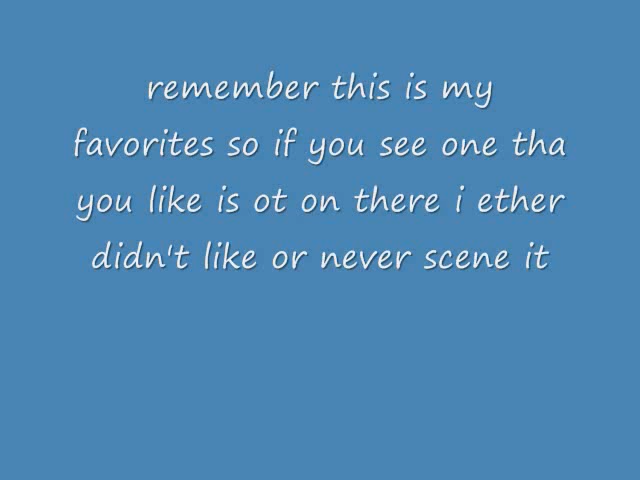 remember this is my
favorites so if you see one tha
you like is ot on there i ether
didn't like or never scene it